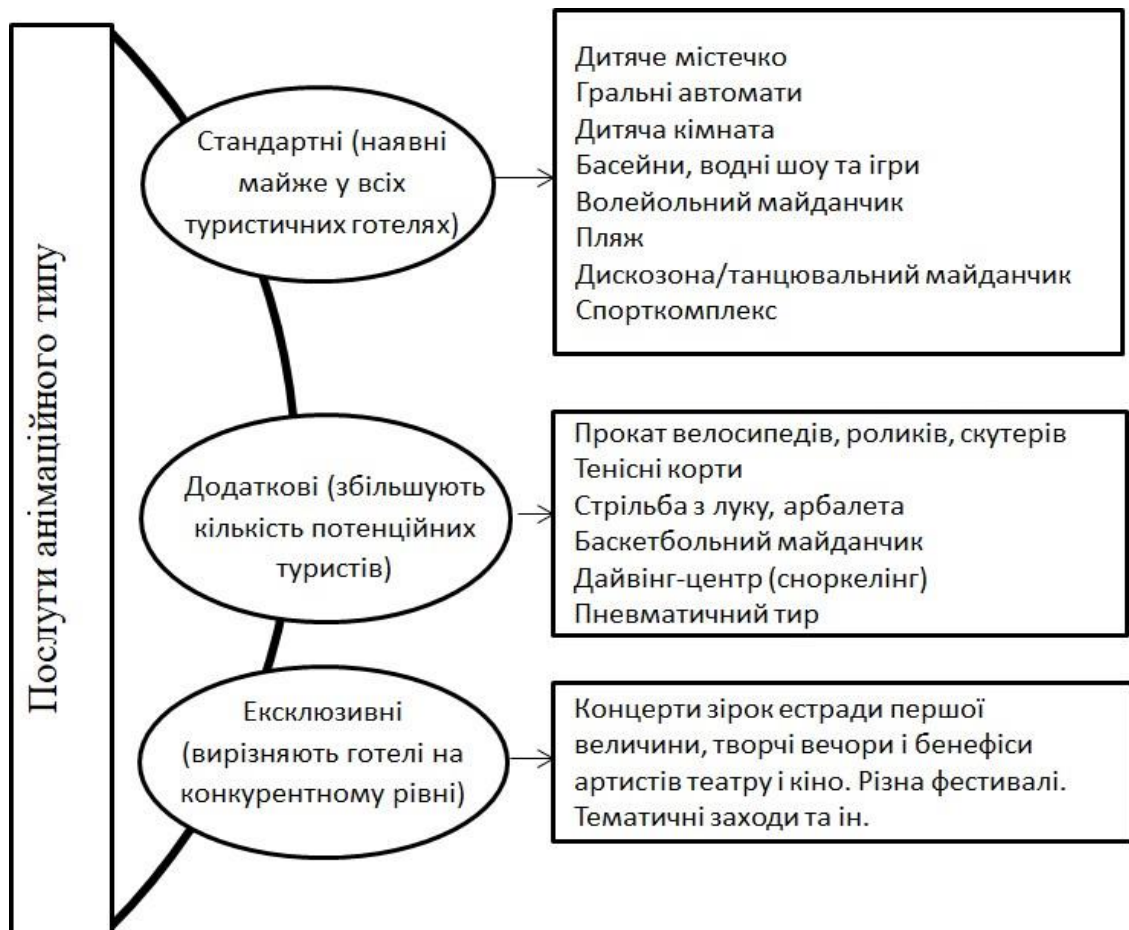 Послуги анімаційного типу
Стандартні (наявні
майже у всіх
туристичних готелях)
Дитяче містечко
Гральні автомати
Дитяча кімната
Басейни, водні шоу та ігри
Волейольний майданчик
Пляж
Дискозона/танцювальний майданчик
Спорткомплекс
Додаткові (збільшують
кількість потенційних
туристів)
Прокат велосипедів, роликів, скутерів
Тенісні корти
Стрільба з луку, арбалета
Баскетбольний майданчик
Дайвінг-центр (сноркелінг)
Пневматичний тир
Ексклюзивні
(вирізняють готелі на
конкурентному рівні)
Концерти зірок естради першої
величини, творчі вечори і бенефіси
артистів театру і кіно. Різна фестивалі.
Тематичні заходи та ін.